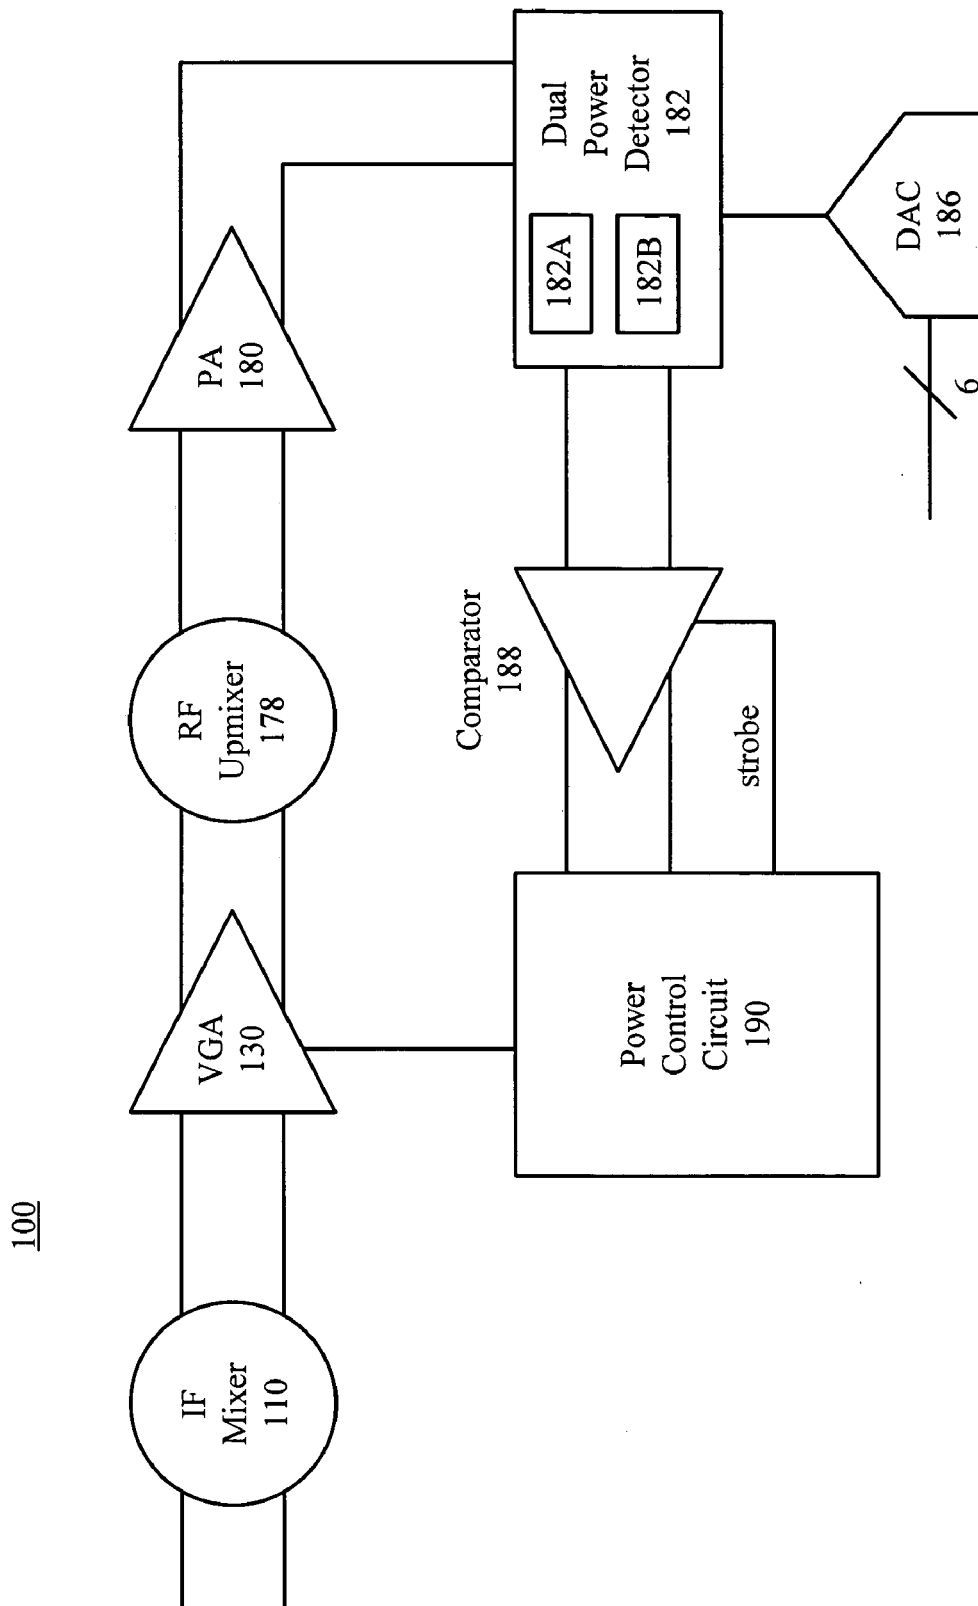 100
IF
Mixer
110
VGA
130
RF
Upmixer
178
PA
180
Dual
Power
Detector
182
182A
182B
Comparator
188
strobe
Power
Control
Circuit
190
DAC
186
6